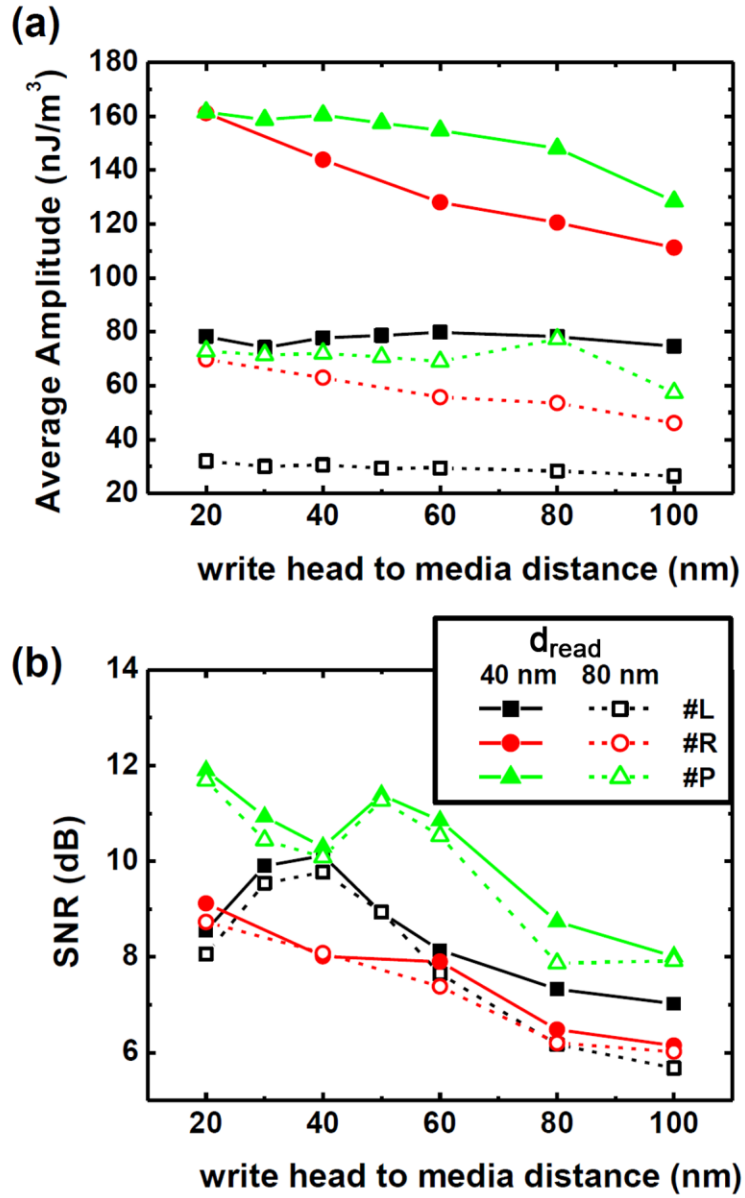 (a)
Average Amplitude (nJ/m³)
180
160
140
120
100
80
60
40
20
20 40 60 80 100
write head to media distance (nm)
(b)
d_read
40 nm 80 nm
#L
#R
#P
SNR (dB)
14
12
10
8
6
20 40 60 80 100
write head to media distance (nm)